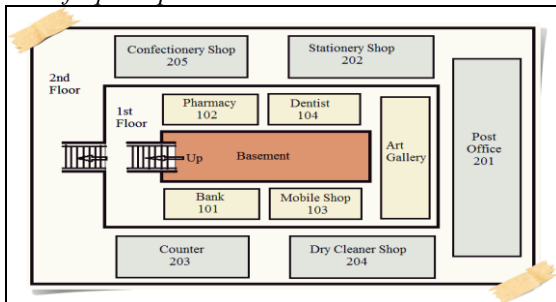 Confectionery Shop
205
Stationery Shop
202
2nd
Floor
1st
Floor
Pharmacy
102
Dentist
104
Up
Basement
Art
Gallery
Post
Office
201
Bank
101
Mobile Shop
103
Counter
203
Dry Cleaner Shop
204